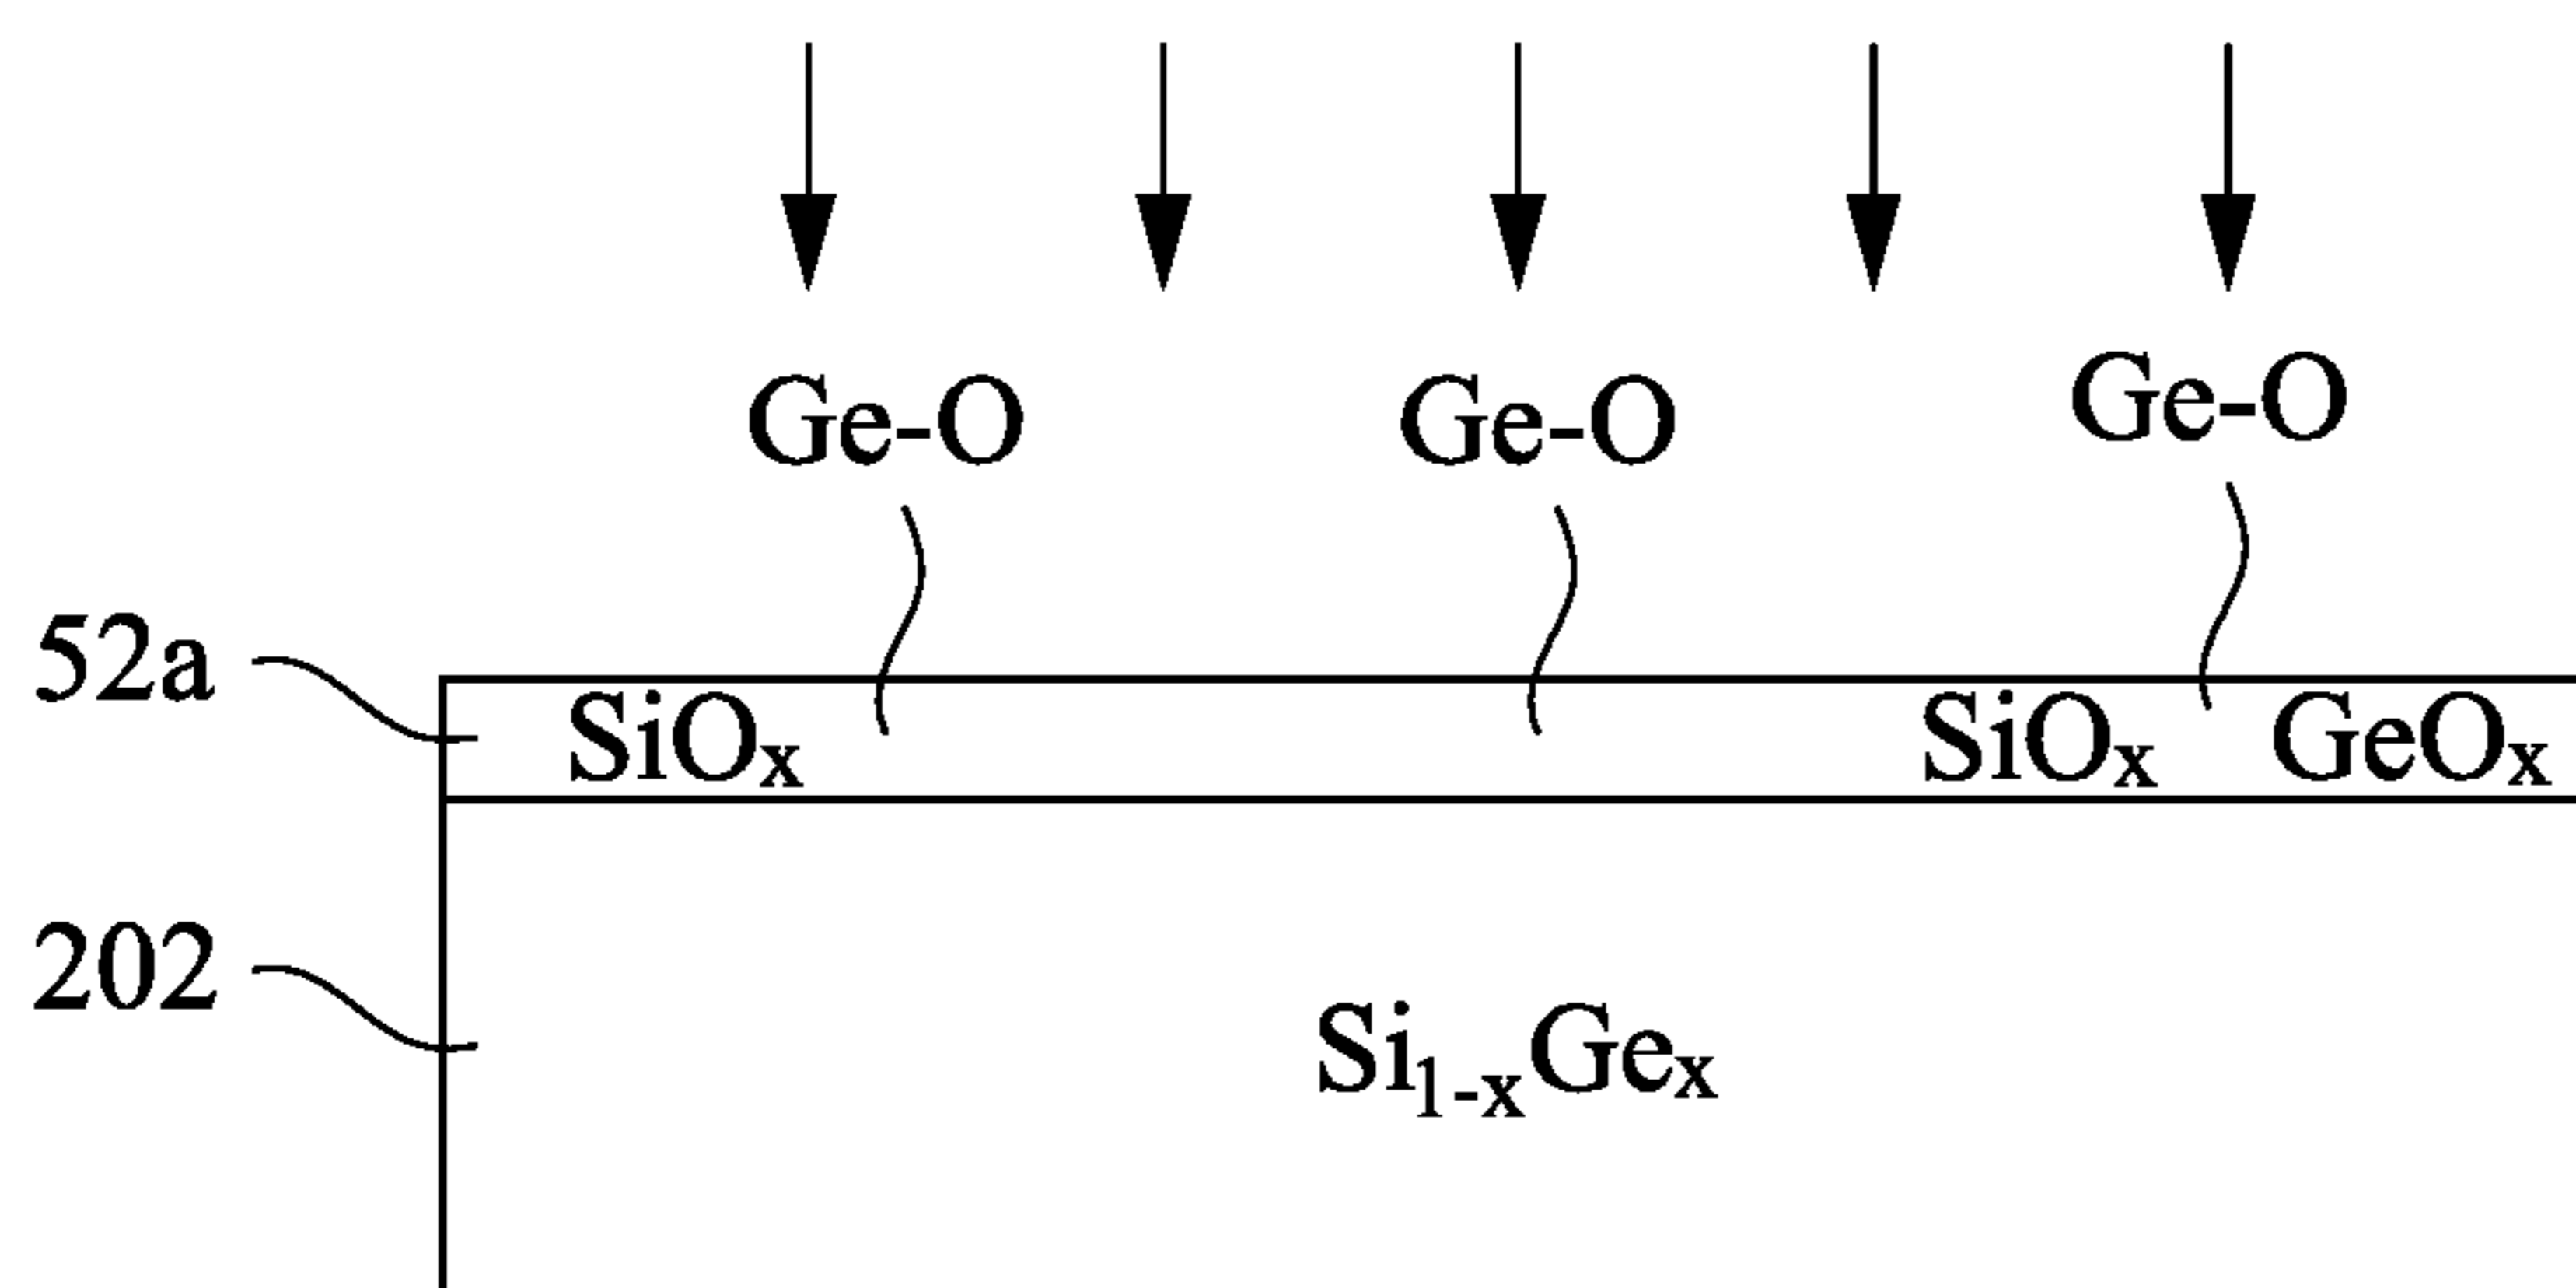 Ge-O Ge-O Ge-O
52a SiOₓ SiOₓ GeOₓ
202 Si₁₋ₓGeₓ